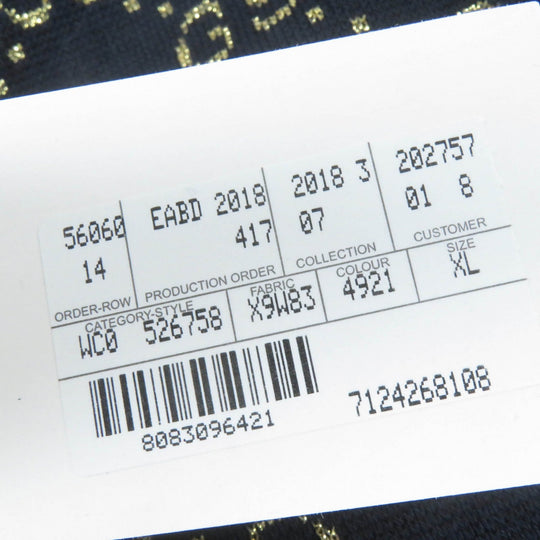 56060
14
ORDER-ROW
EABD 2018
417
PRODUCTION ORDER
2018 3
07
COLLECTION
202757
01 8
CUSTOMER
CATEGORY-STYLE
WC0 526758
FABRIC
X9W83
COLOUR
4921
SIZE
XL
8083096421
7124268108